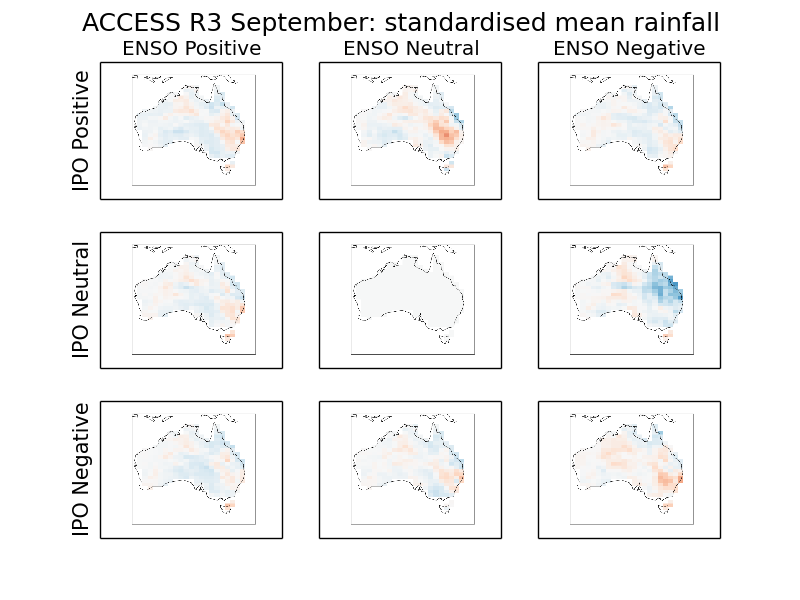 ACCESS R3 September: standardised mean rainfall
ENSO Positive
ENSO Neutral
ENSO Negative
IPO Positive
IPO Neutral
IPO Negative